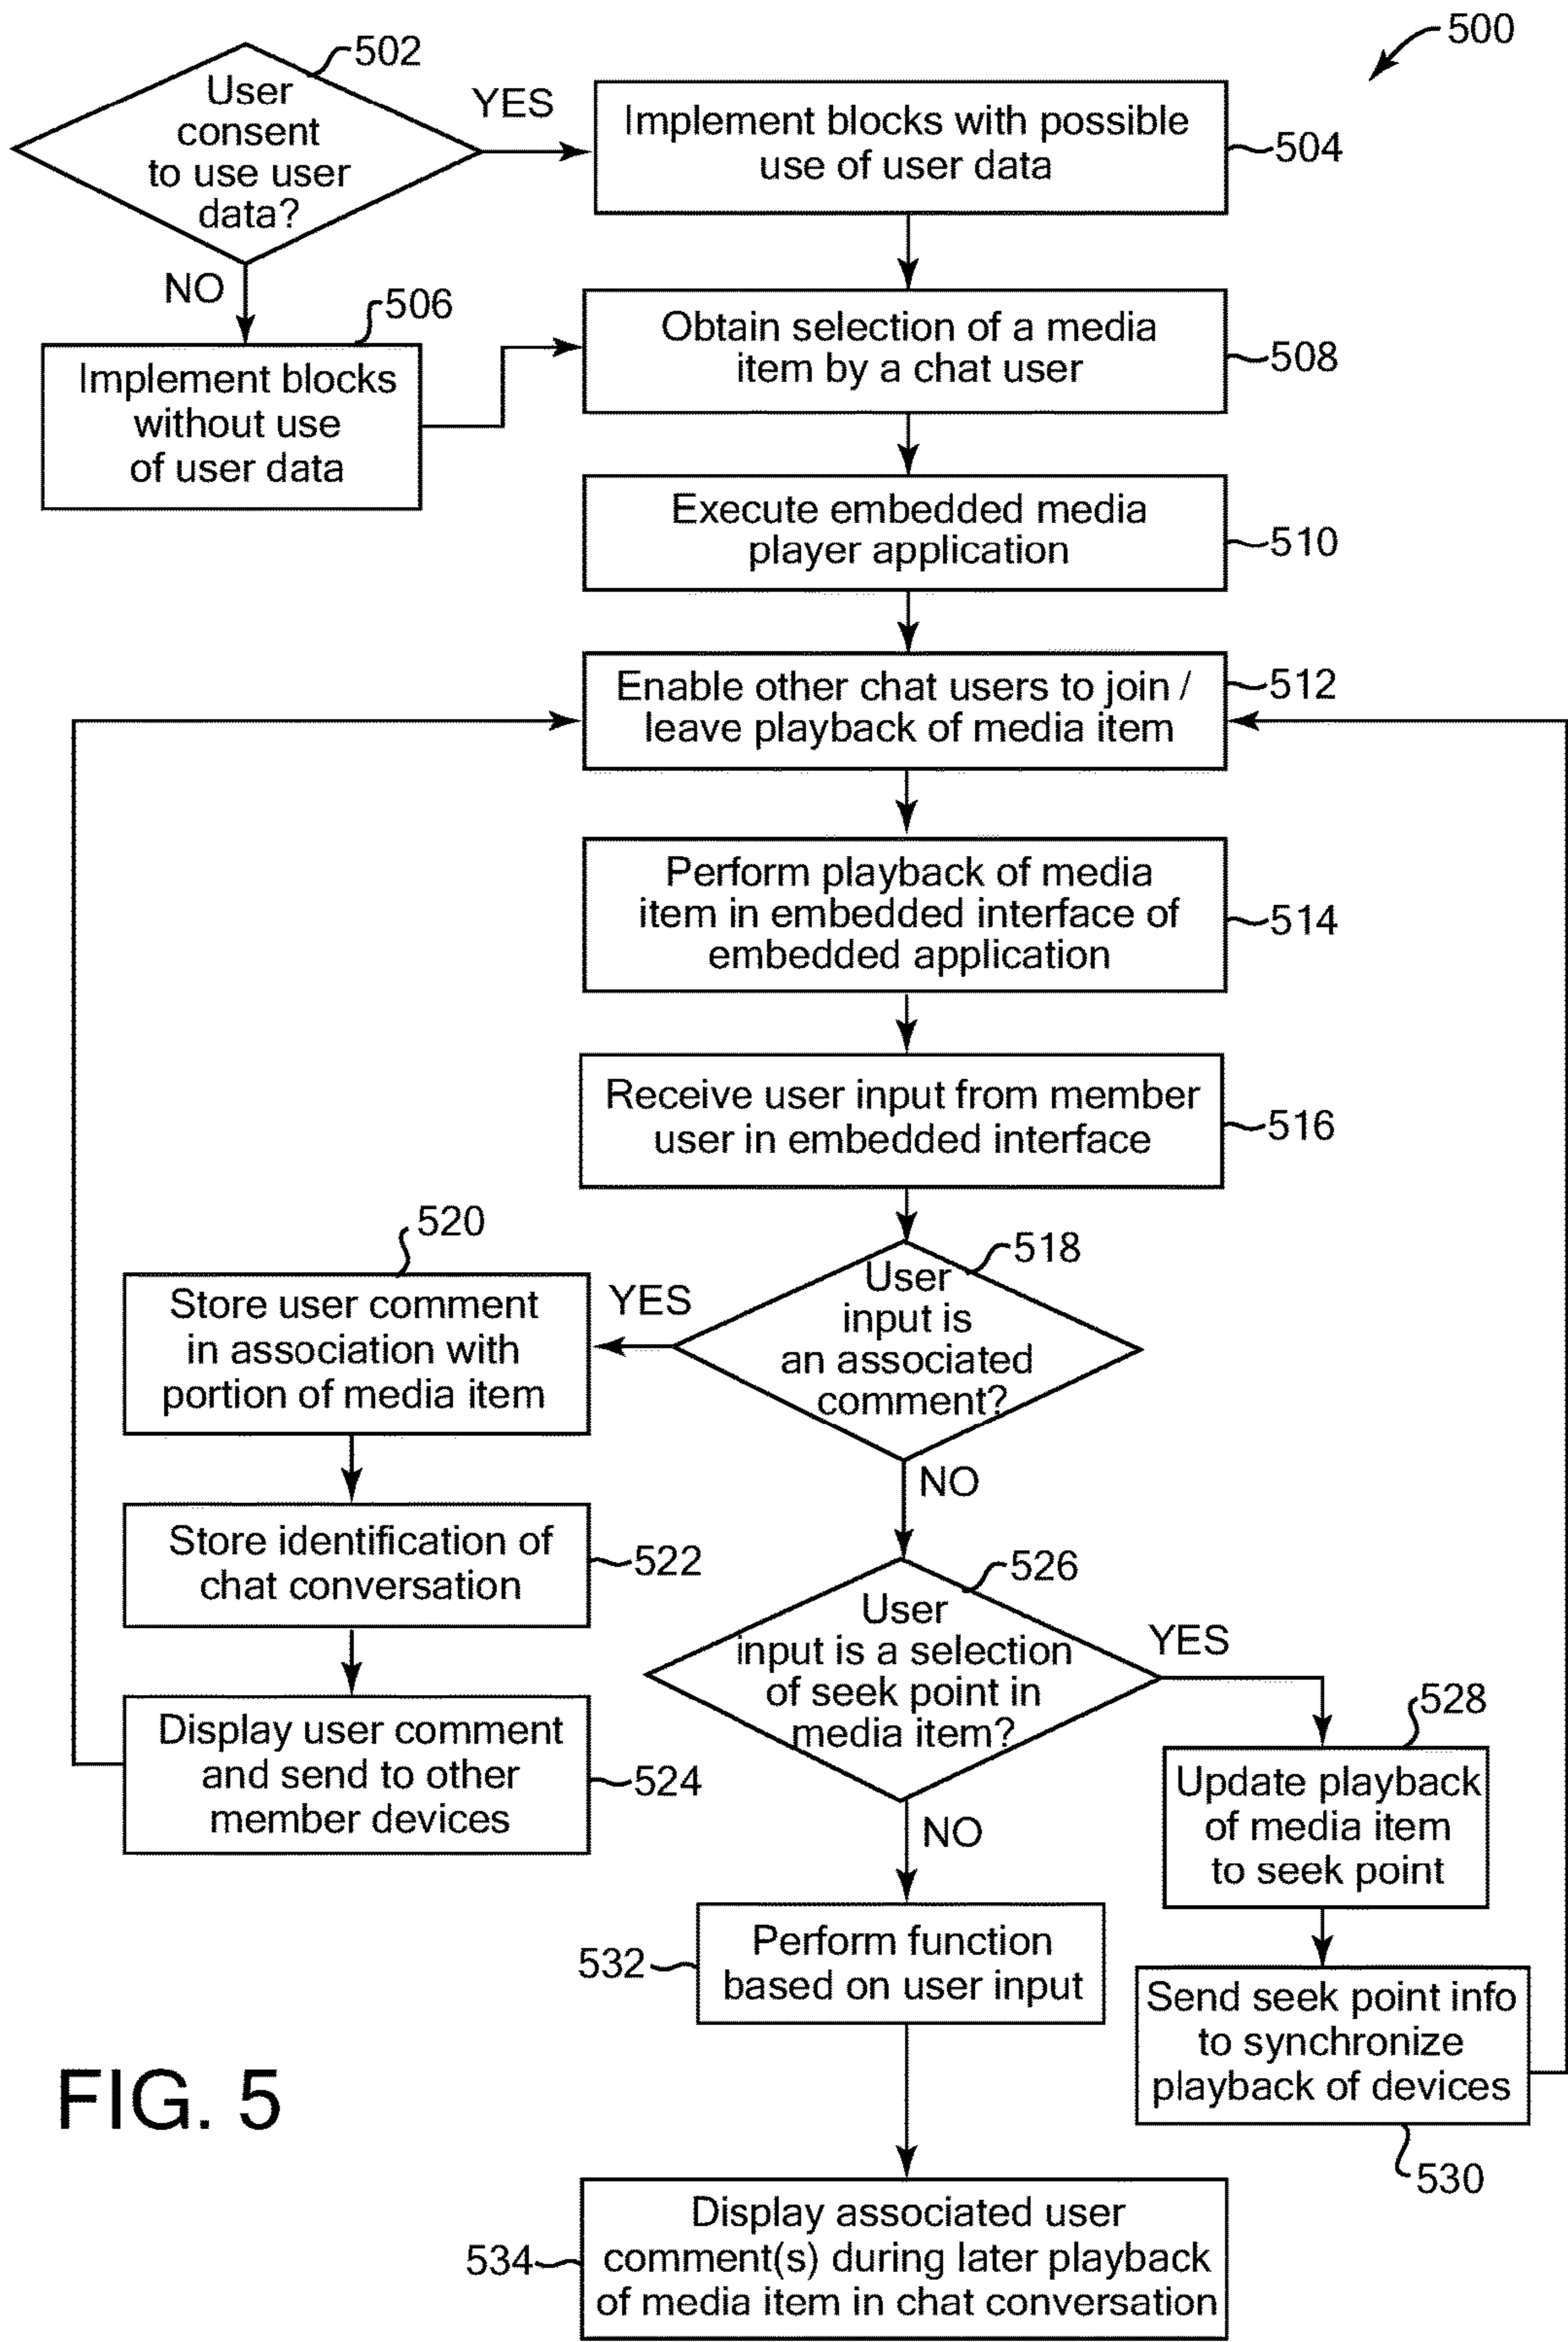 500
502
User
consent
to use user
data?
YES
Implement blocks with possible
use of user data
504
NO
506
Implement blocks
without use
of user data
Obtain selection of a media
item by a chat user
508
Execute embedded media
player application
510
Enable other chat users to join /
leave playback of media item
512
Perform playback of media
item in embedded interface of
embedded application
514
Receive user input from member
user in embedded interface
516
518
User
input is
an associated
comment?
YES
520
Store user comment
in association with
portion of media item
Store identification of
chat conversation
522
Display user comment
and send to other
member devices
524
NO
526
User
input is a selection
of seek point in
media item?
YES
528
Update playback
of media item
to seek point
Send seek point info
to synchronize
playback of devices
530
NO
532
Perform function
based on user input
534
Display associated user
comment(s) during later playback
of media item in chat conversation
FIG. 5